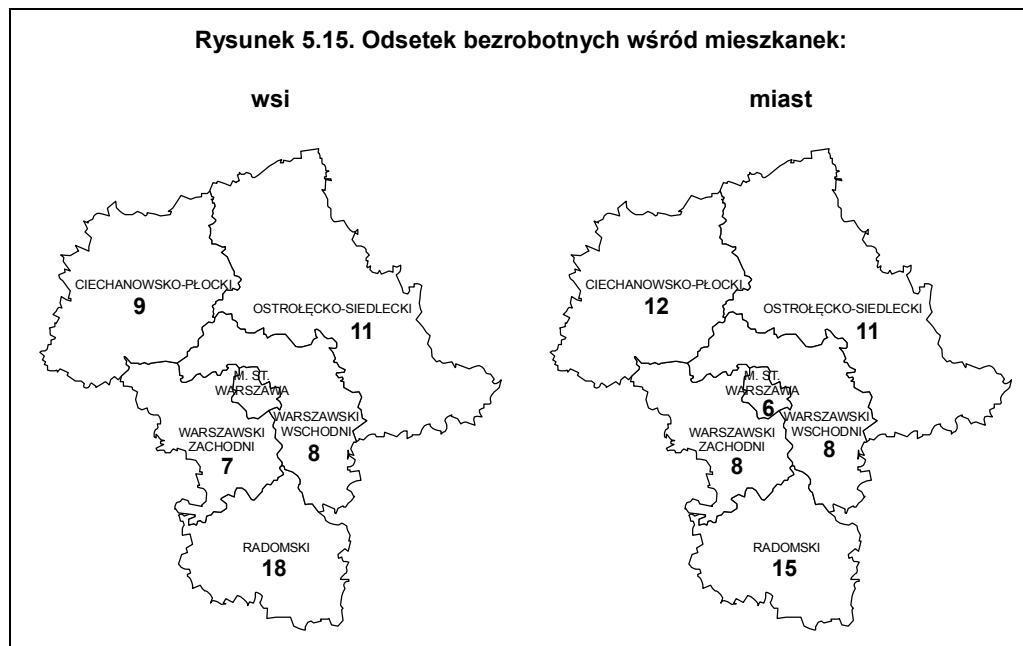 Rysunek 5.15. Odsetek bezrobotnych wśród mieszkanek:
wsi
CIECHANOWSKO-PŁOCKI
9
OSTROŁĘCKO-SIEDLECKI
11
M. ST.
WARSZAWA
WARSZAWSKI
WSCHODNI
8
WARSZAWSKI
ZACHODNI
7
RADOMSKI
18
miast
CIECHANOWSKO-PŁOCKI
12
OSTROŁĘCKO-SIEDLECKI
11
M. ST.
WARSZAWA
6
WARSZAWSKI
WSCHODNI
8
WARSZAWSKI
ZACHODNI
8
RADOMSKI
15